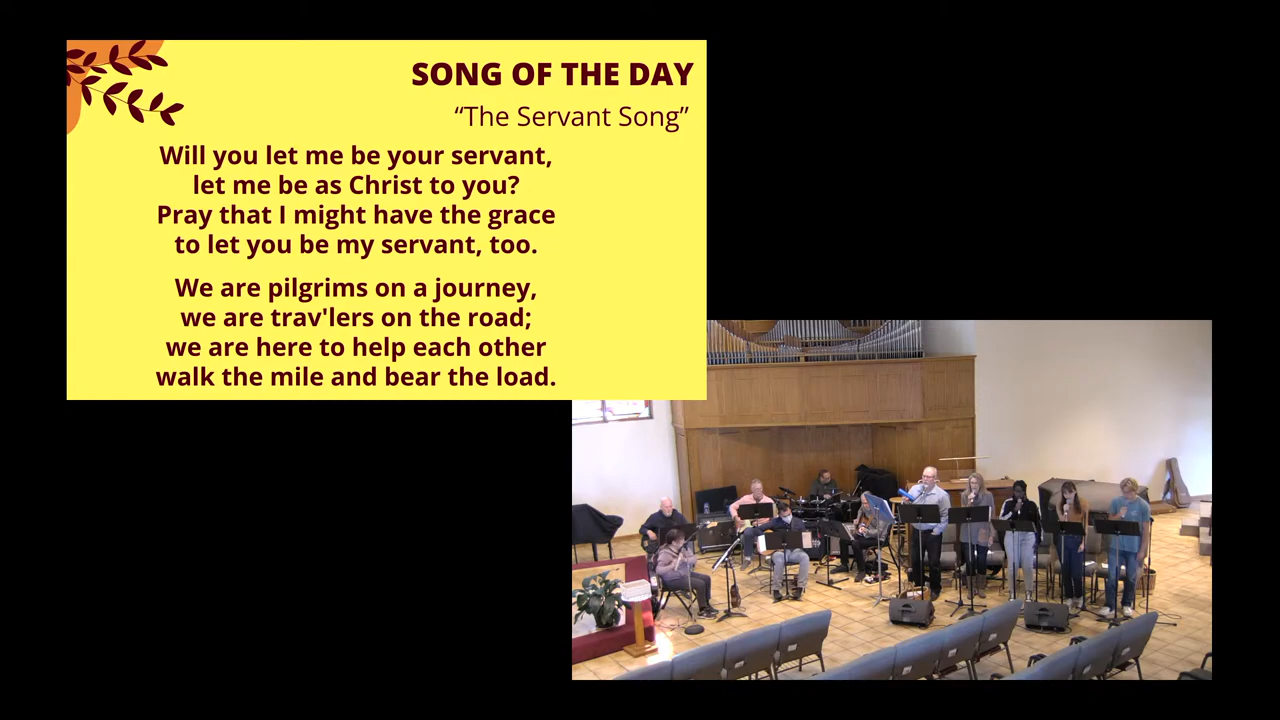 SONG OF THE DAY
“The Servant Song”
Will you let me be your servant,
let me be as Christ to you?
Pray that I might have the grace
to let you be my servant, too.
We are pilgrims on a journey,
we are trav'lers on the road;
we are here to help each other
walk the mile and bear the load.